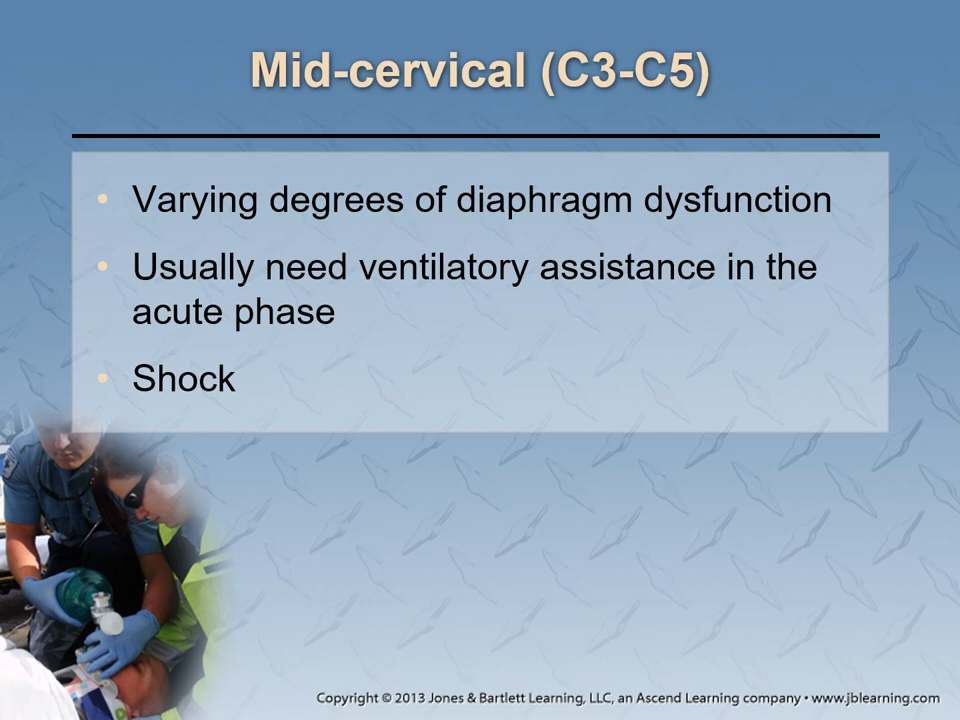 Mid-cervical (C3-C5)
• Varying degrees of diaphragm dysfunction
• Usually need ventilatory assistance in the
acute phase
• Shock
Copyright © 2013 Jones & Bartlett Learning, LLC, an Ascend Learning company • www.jblearning.com